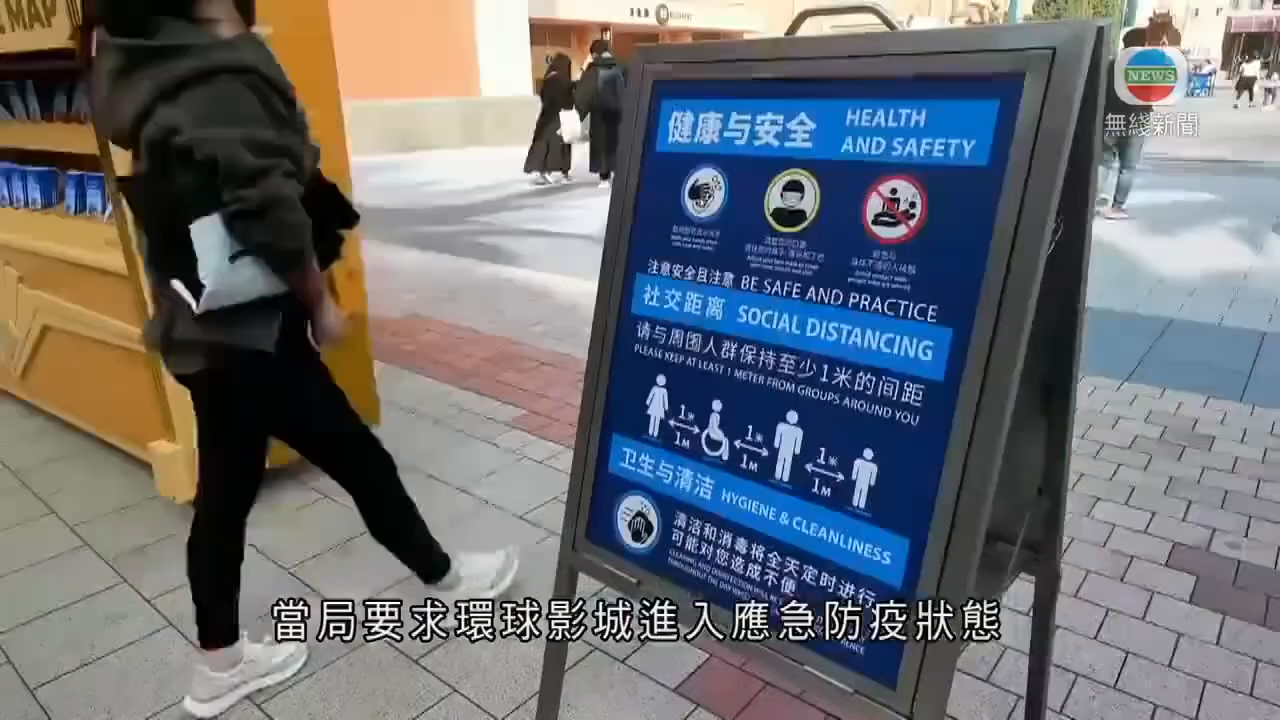 MAP
NEWS
無綫新聞
健康与安全 HEALTH AND SAFETY
注意安全且注意 BE SAFE AND PRACTICE
社交距离 SOCIAL DISTANCING
请与周围人群保持至少1米的间距
PLEASE KEEP AT LEAST 1 METER FROM GROUPS AROUND YOU
1米 1米 1米
1M 1M 1M
卫生与清洁 HYGIENE & CLEANLINESS
清洁和消毒将全天定时进行
可能对您造成不便
CLEANING AND DISINFECTION WILL BE
THROUGHOUT THE DAY WHICH
當局要求環球影城進入應急防疫狀態